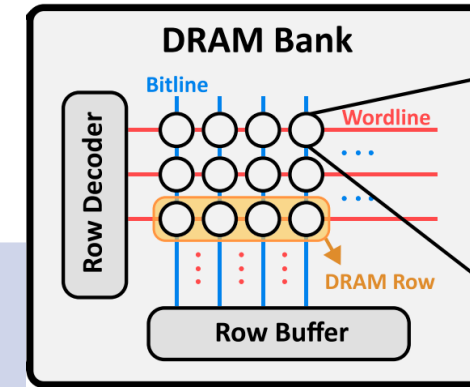 DRAM Bank
Bitline
Wordline
Row Decoder
DRAM Row
Row Buffer